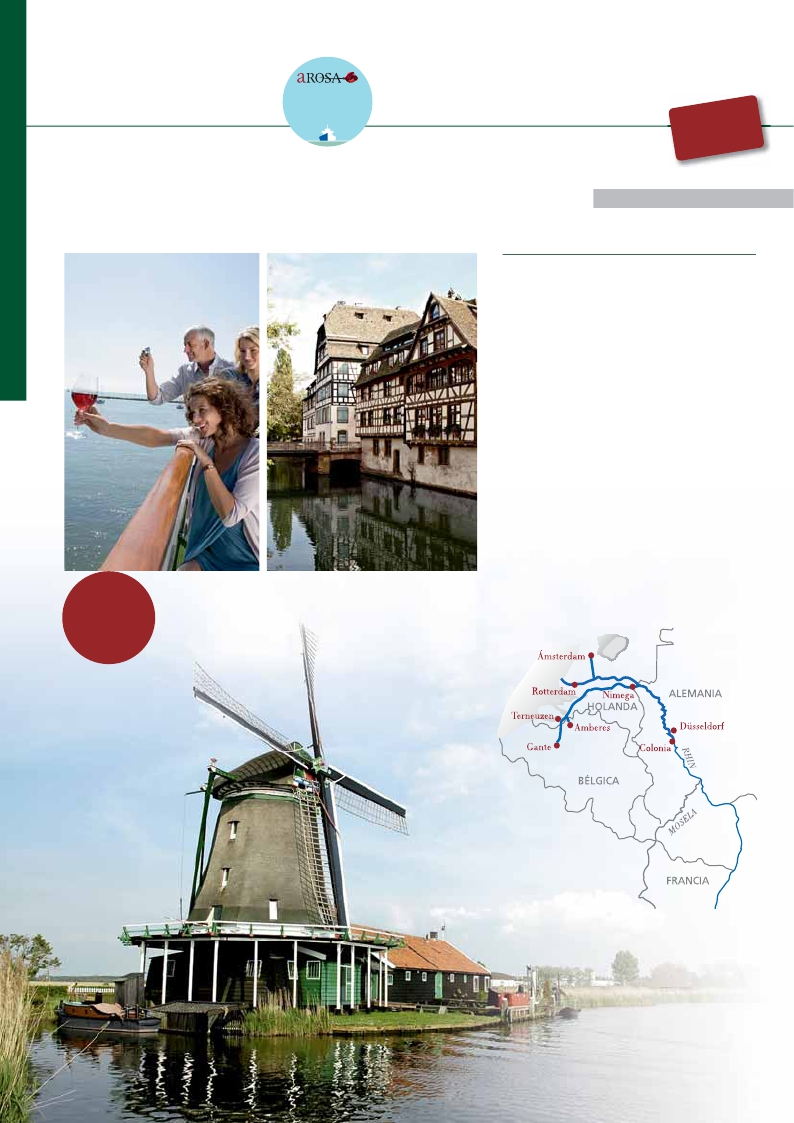 aROSA
Ámsterdam
Rotterdam
Nimega
ALEMANIA
HOLANDA
Terneuzen
Amberes
Düsseldorf
Gante
Colonia
RHIN
BÉLGICA
MOSELA
FRANCIA